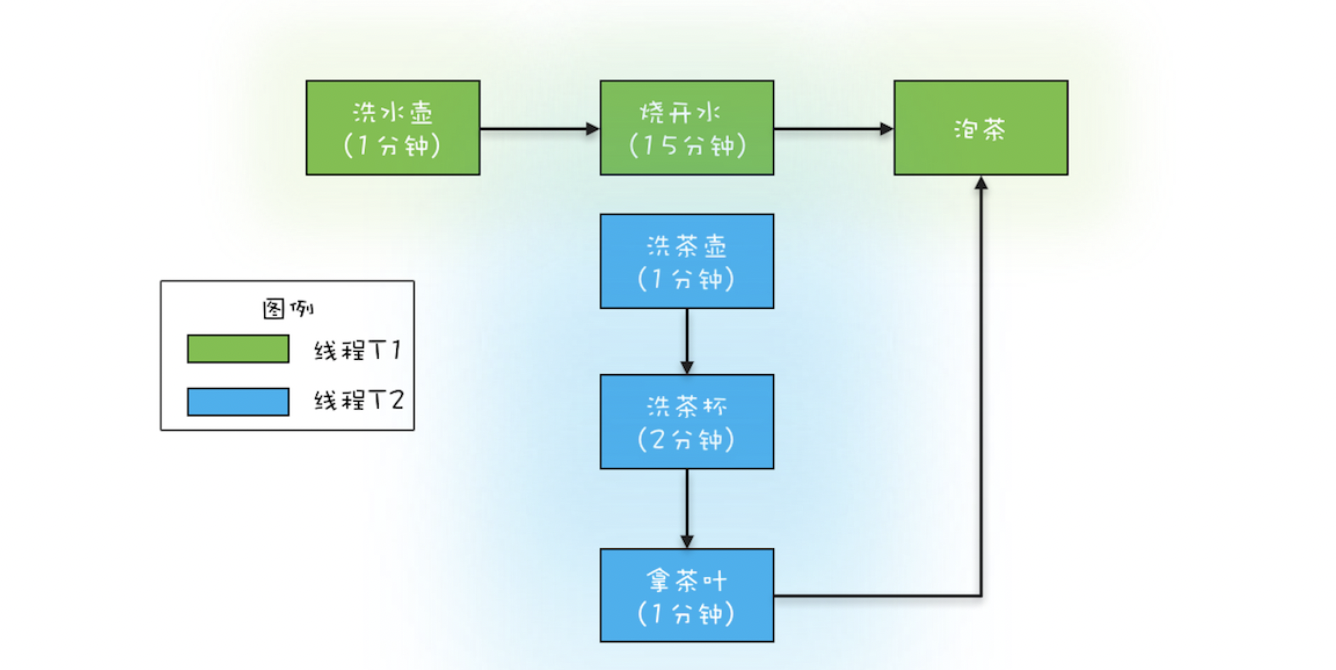 洗水壶
(1分钟)
烧开水
(15分钟)
泡茶
洗茶壶
(1分钟)
图例
线程T1
线程T2
洗茶杯
(2分钟)
拿茶叶
(1分钟)